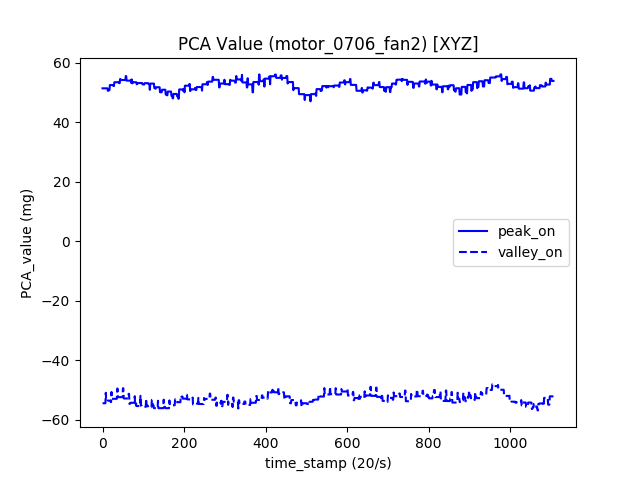 PCA Value (motor_0706_fan2) [XYZ]
60
40
20
0
−20
−40
−60
PCA_value (mg)
peak_on
valley_on
0 200 400 600 800 1000
time_stamp (20/s)